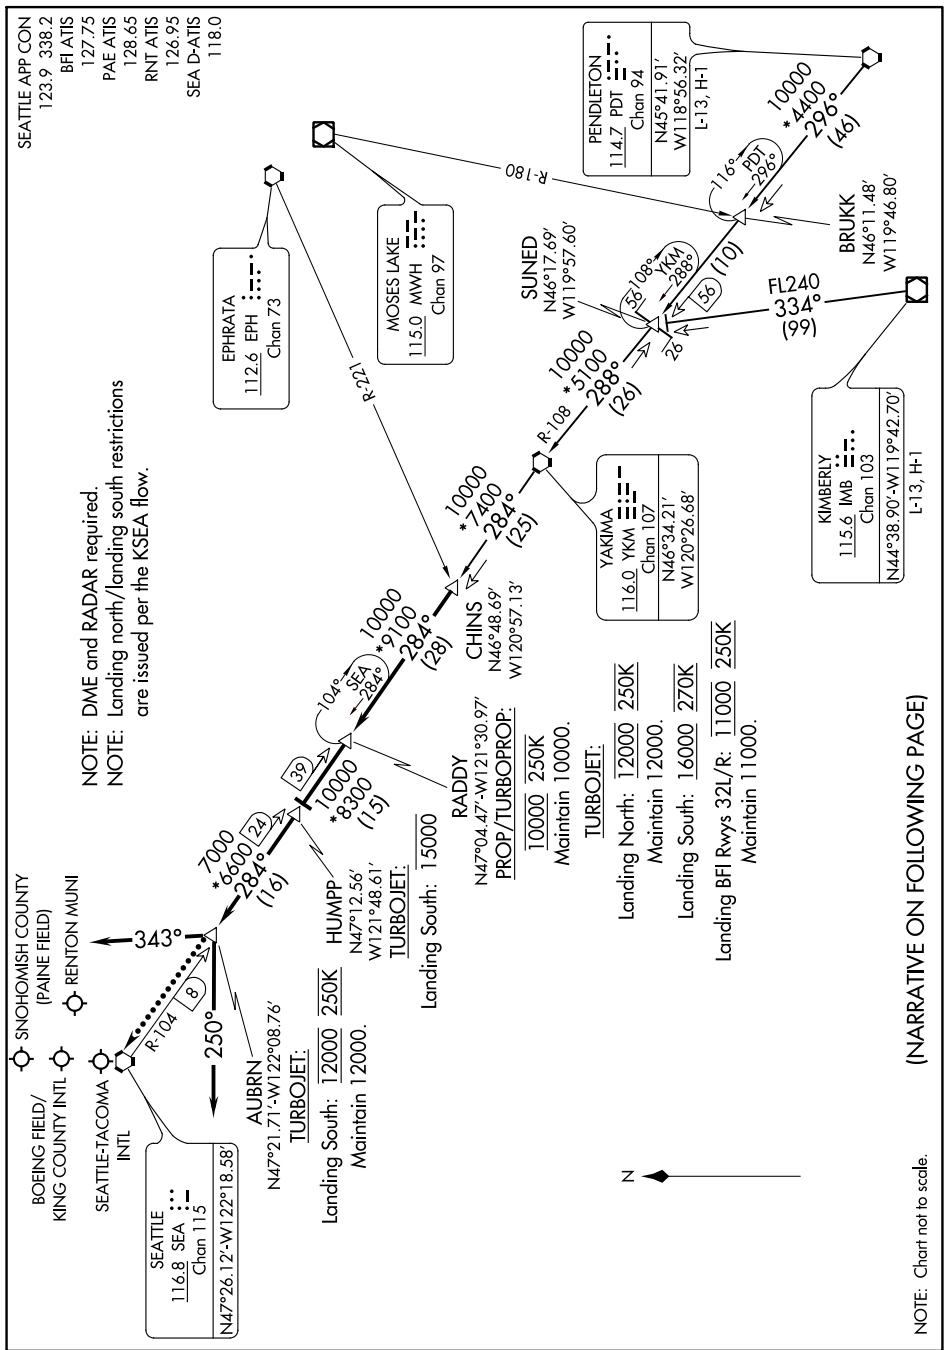 SEATTLE APP CON
123.9 338.2
BFI ATIS
127.75
PAE ATIS
128.65
RNT ATIS
126.95
SEA D-ATIS
118.0
NOTE: DME and RADAR required.
NOTE: Landing north/landing south restrictions
are issued per the KSEA flow.
SNOHOMISH COUNTY
(PAINE FIELD)
RENTON MUNI
BOEING FIELD/
KING COUNTY INTL
SEATTLE-TACOMA
INTL
SEATTLE
116.8 SEA
Chan 115
N47°26.12'-W122°18.58'
R-104
8
343°
250°
AUBRN
N47°21.71'-W122°08.76'
TURBOJET:
Landing South: 12000 250K
Maintain 12000.
7000
*6600
284°
(16)
24
HUMPP
N47°12.56'
W121°48.61'
TURBOJET:
Landing South: 15000
39
10000
*8300
(15)
104°
SEA
284°
RADDY
N47°04.47'-W121°30.97'
PROP/TURBOPROP:
10000 250K
Maintain 10000.
TURBOJET:
Landing North: 12000 250K
Maintain 12000.
Landing South: 16000 270K
Landing BFI Rwys 32L/R: 11000 250K
Maintain 11000.
10000
*9100
284°
(28)
CHINS
N46°48.69'
W120°57.13'
EPHRATA
112.6 EPH
Chan 73
R-221
MOSES LAKE
115.0 MWH
Chan 97
R-180
10000
*7400
284°
(25)
YAKIMA
116.0 YKM
Chan 107
N46°34.21'
W120°26.68'
R-108
10000
*5100
288°
(26)
SUNED
N46°17.69'
W119°57.60'
56
108°
YKM
288°
56
26
(10)
FL240
334°
(99)
KIMBERLY
115.6 IMB
Chan 103
N44°38.90'-W119°42.70'
L-13, H-1
BRUKK
N46°11.48'
W119°46.80'
116°
PDT
296°
10000
*4400
296°
(46)
PENDLETON
114.7 PDT
Chan 94
N45°41.91'
W118°56.32'
L-13, H-1
N
NOTE: Chart not to scale.
(NARRATIVE ON FOLLOWING PAGE)